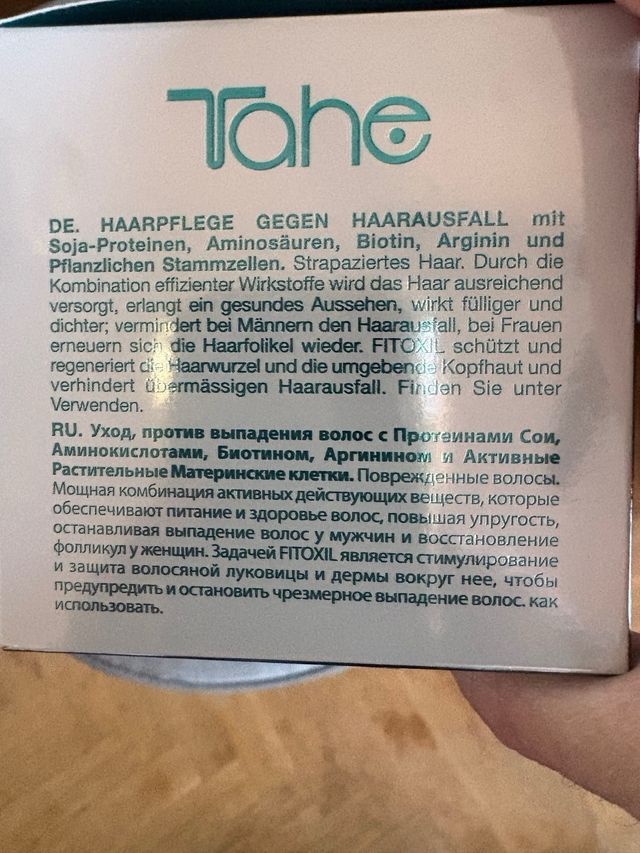 Tahe
DE. HAARPFLEGE GEGEN HAARAUSFALL mit
Soja-Proteinen, Aminosäuren, Biotin, Arginin und
Pflanzlichen Stammzellen. Strapaziertes Haar. Durch die
Kombination effizienter Wirkstoffe wird das Haar ausreichend
versorgt, erlangt ein gesundes Aussehen, wirkt fülliger und
dichter; vermindert bei Männern den Haarausfall, bei Frauen
erneuern sich die Haarfolikel wieder. FITOXIL schützt und
regeneriert die Haarwurzel und die umgebende Kopfhaut und
verhindert übermässigen Haarausfall. Finden Sie unter
Verwenden.
RU. Уход, против выпадения волос с Протеинами Сои,
Аминокислотами, Биотином, Аргинином и Активные
Растительные Материнские клетки. Поврежденные волосы.
Мощная комбинация активных действующих веществ, которые
обеспечивают питание и здоровье волос, повышая упругость,
останавливая выпадение волос у мужчин и восстановление
фолликул у женщин. Задачей FITOXIL является стимулирование
и защита волосяной луковицы и дермы вокруг нее, чтобы
предупредить и остановить чрезмерное выпадение волос. как
использовать.